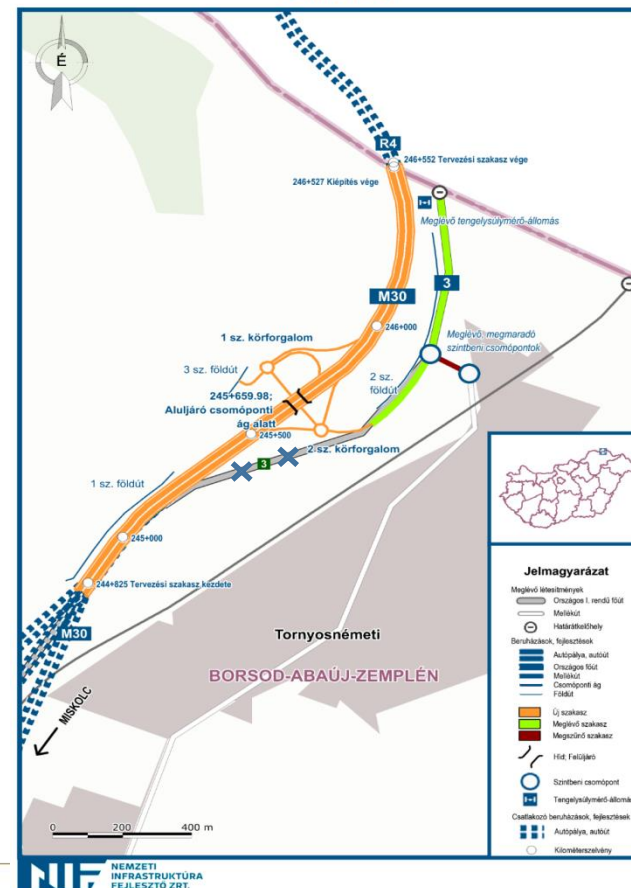 É
R4
246+552 Tervezési szakasz vége
246+527 Kiépítés vége
Meglévő tengelysúlymérő-állomás
3
M30
246+000
Meglévő, megmaradó
szintbeni csomópontok
1 sz. körforgalom
3 sz. földút
2 sz.
földút
245+659.98;
Aluljáró csomóponti
ág alatt
245+500
2 sz. körforgalom
3
1 sz. földút
245+000
244+825 Tervezési szakasz kezdete
M30
Tornyosnémeti
BORSOD-ABAÚJ-ZEMPLÉN
MISKOLC
0 200 400 m
Jelmagyarázat
Meglévő létesítmények
Országos I. rendű főút
Mellékút
Határátkelőhely
Beruházások, fejlesztések
Autópálya, autóút
Országos főút
Mellékút
Csomóponti ág
Földút
Új szakasz
Meglévő szakasz
Megszűnő szakasz
Híd; Felüljáró
Szintbeni csomópont
Tengelysúlymérő-állomás
Csatlakozó beruházások, fejlesztések
Autópálya, autóút
Kilométerszelvény
NIF NEMZETI
INFRASTRUKTÚRA
FEJLESZTŐ ZRT.